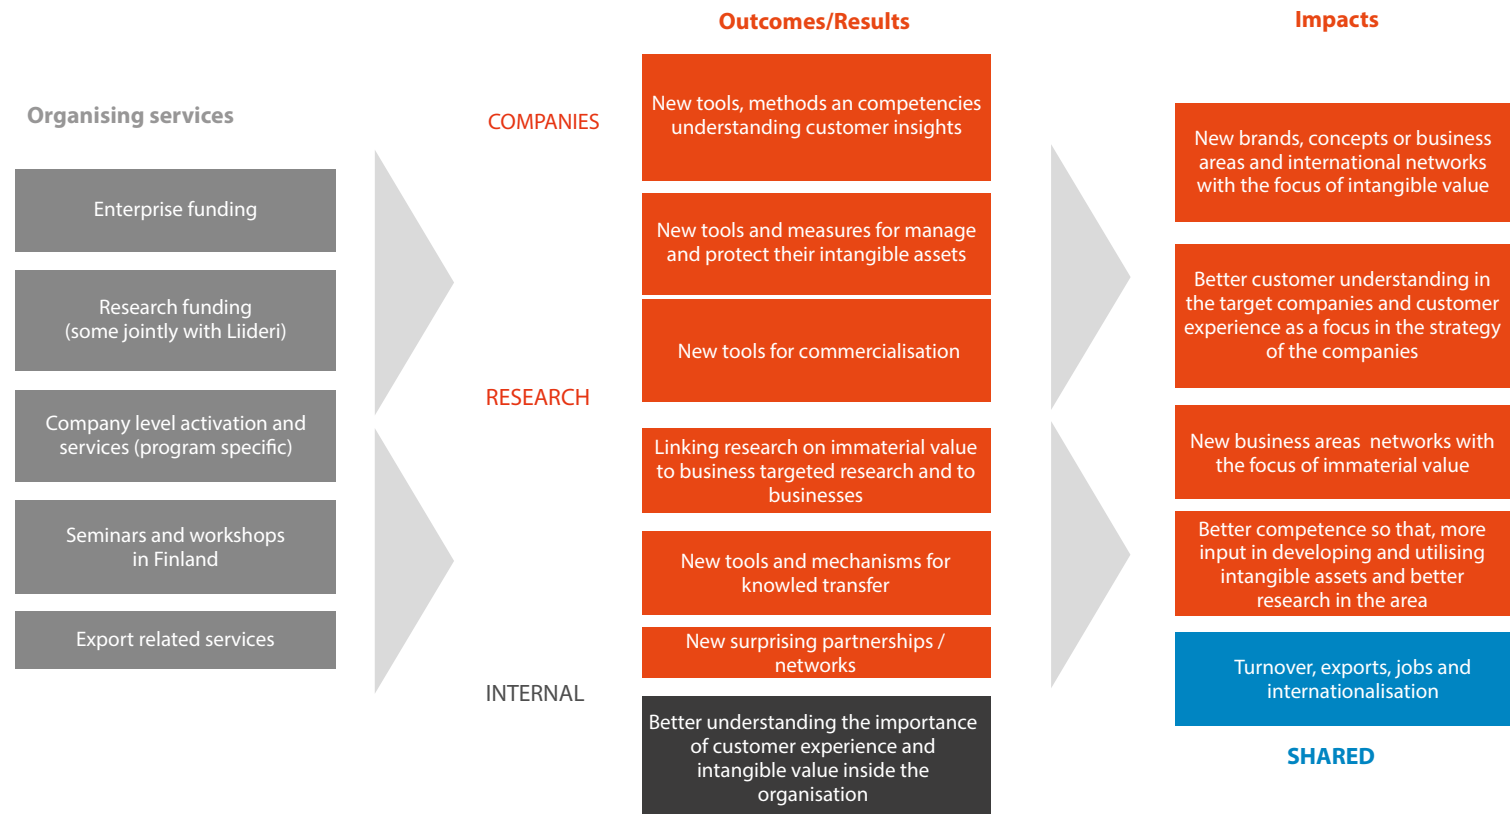 Organising services
Enterprise funding
Research funding
(some jointly with Liideri)
Company level activation and
services (program specific)
Seminars and workshops
in Finland
Export related services
Outcomes/Results
COMPANIES
New tools, methods an competencies
understanding customer insights
New tools and measures for manage
and protect their intangible assets
New tools for commercialisation
RESEARCH
Linking research on immaterial value
to business targeted research and to
businesses
New tools and mechanisms for
knowled transfer
New surprising partnerships /
networks
INTERNAL
Better understanding the importance
of customer experience and
intangible value inside the
organisation
Impacts
New brands, concepts or business
areas and international networks
with the focus of intangible value
Better customer understanding in
the target companies and customer
experience as a focus in the strategy
of the companies
New business areas  networks with
the focus of immaterial value
Better competence so that, more
input in developing and utilising
intangible assets and better
research in the area
Turnover, exports, jobs and
internationalisation
SHARED